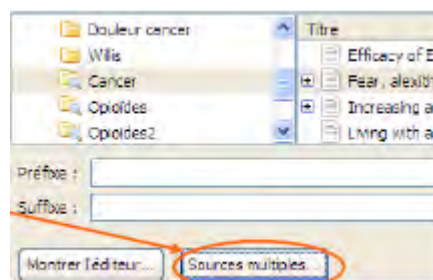 Douleur cancer
Willis
Cancer
Opioides
Opioides2
Titre
Efficacy of E
Fear, alexith
Increasing a
Living with a
Préfixe :
Suffixe :
Montrer l'éditeur...
Sources multiples...